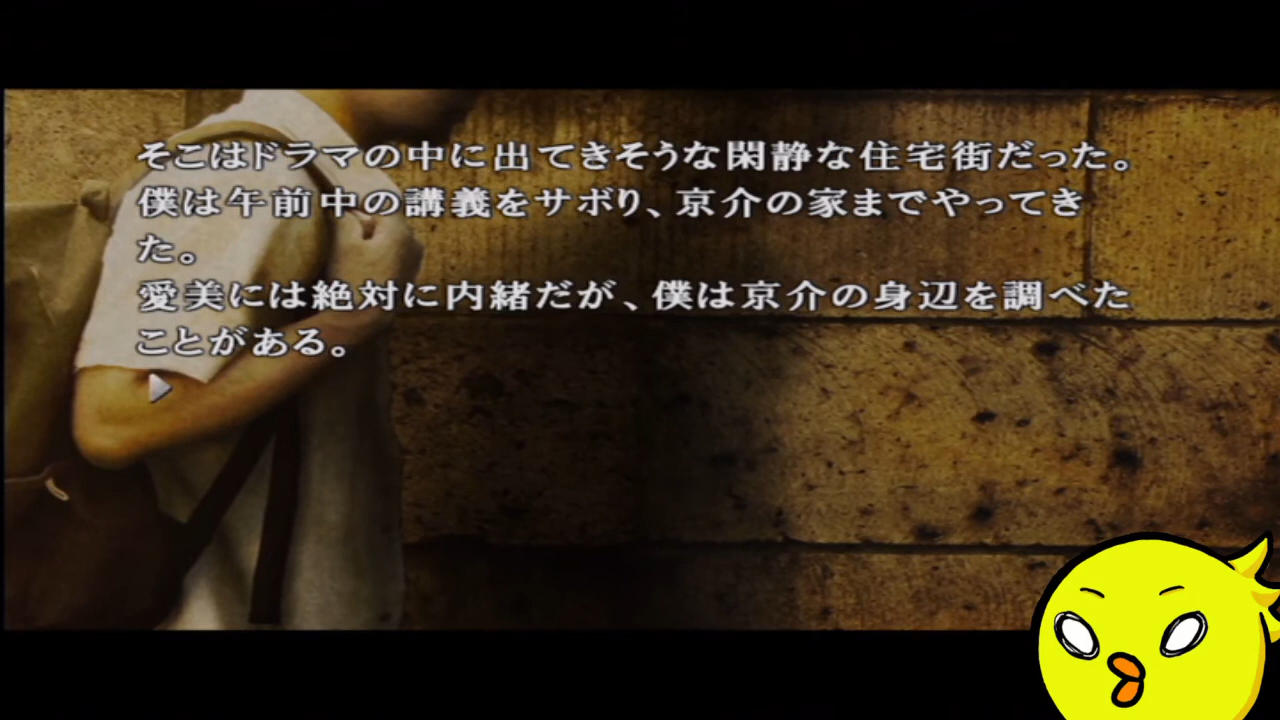 そこはドラマの中に出てきそうな閑静な住宅街だった。
僕は午前中の講義をサボり、京介の家までやってき
た。
愛美には絶対に内緒だが、僕は京介の身辺を調べた
ことがある。